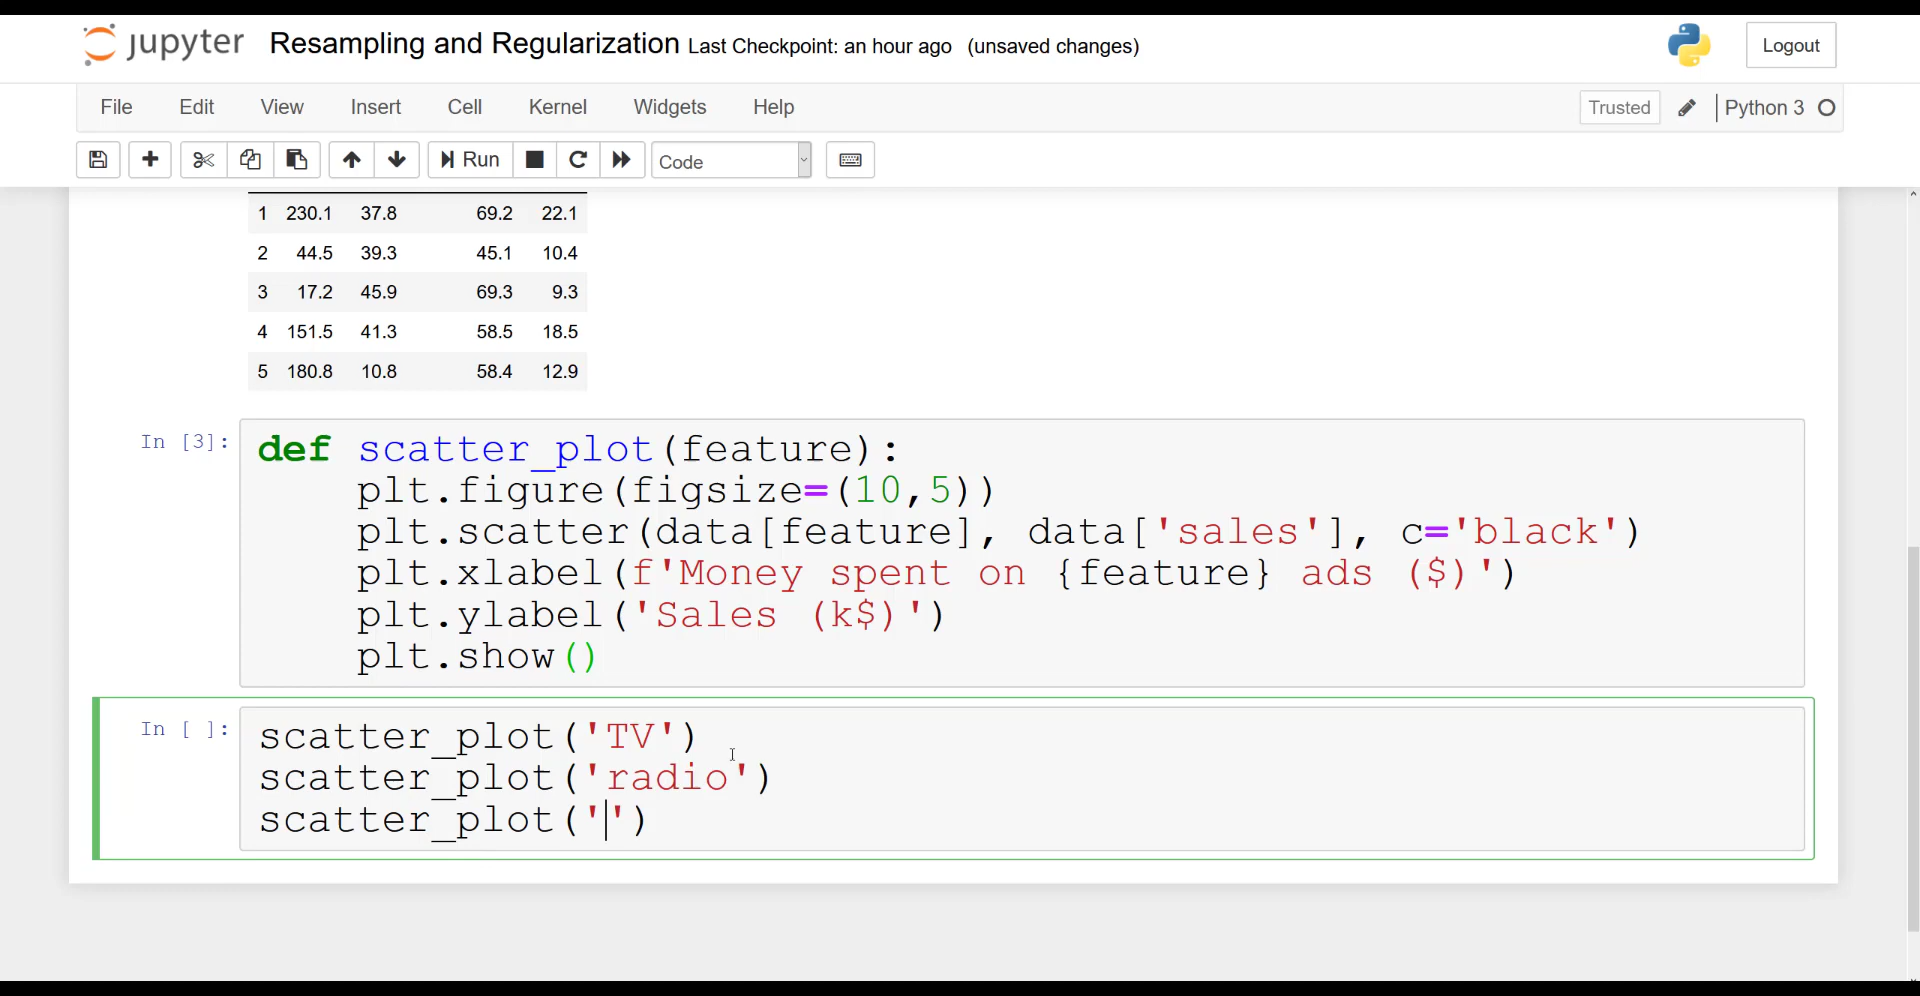 jupyter Resampling and Regularization Last Checkpoint: an hour ago (unsaved changes) Logout
File Edit View Insert Cell Kernel Widgets Help Trusted Python 3
Run Code
1 230.1 37.8 69.2 22.1
2 44.5 39.3 45.1 10.4
3 17.2 45.9 69.3 9.3
4 151.5 41.3 58.5 18.5
5 180.8 10.8 58.4 12.9
In [3]: def scatter_plot(feature):
plt.figure(figsize=(10,5))
plt.scatter(data[feature], data['sales'], c='black')
plt.xlabel(f'Money spent on {feature} ads ($)')
plt.ylabel('Sales (k$)')
plt.show()
In [ ]: scatter_plot('TV')
scatter_plot('radio')
scatter_plot('')